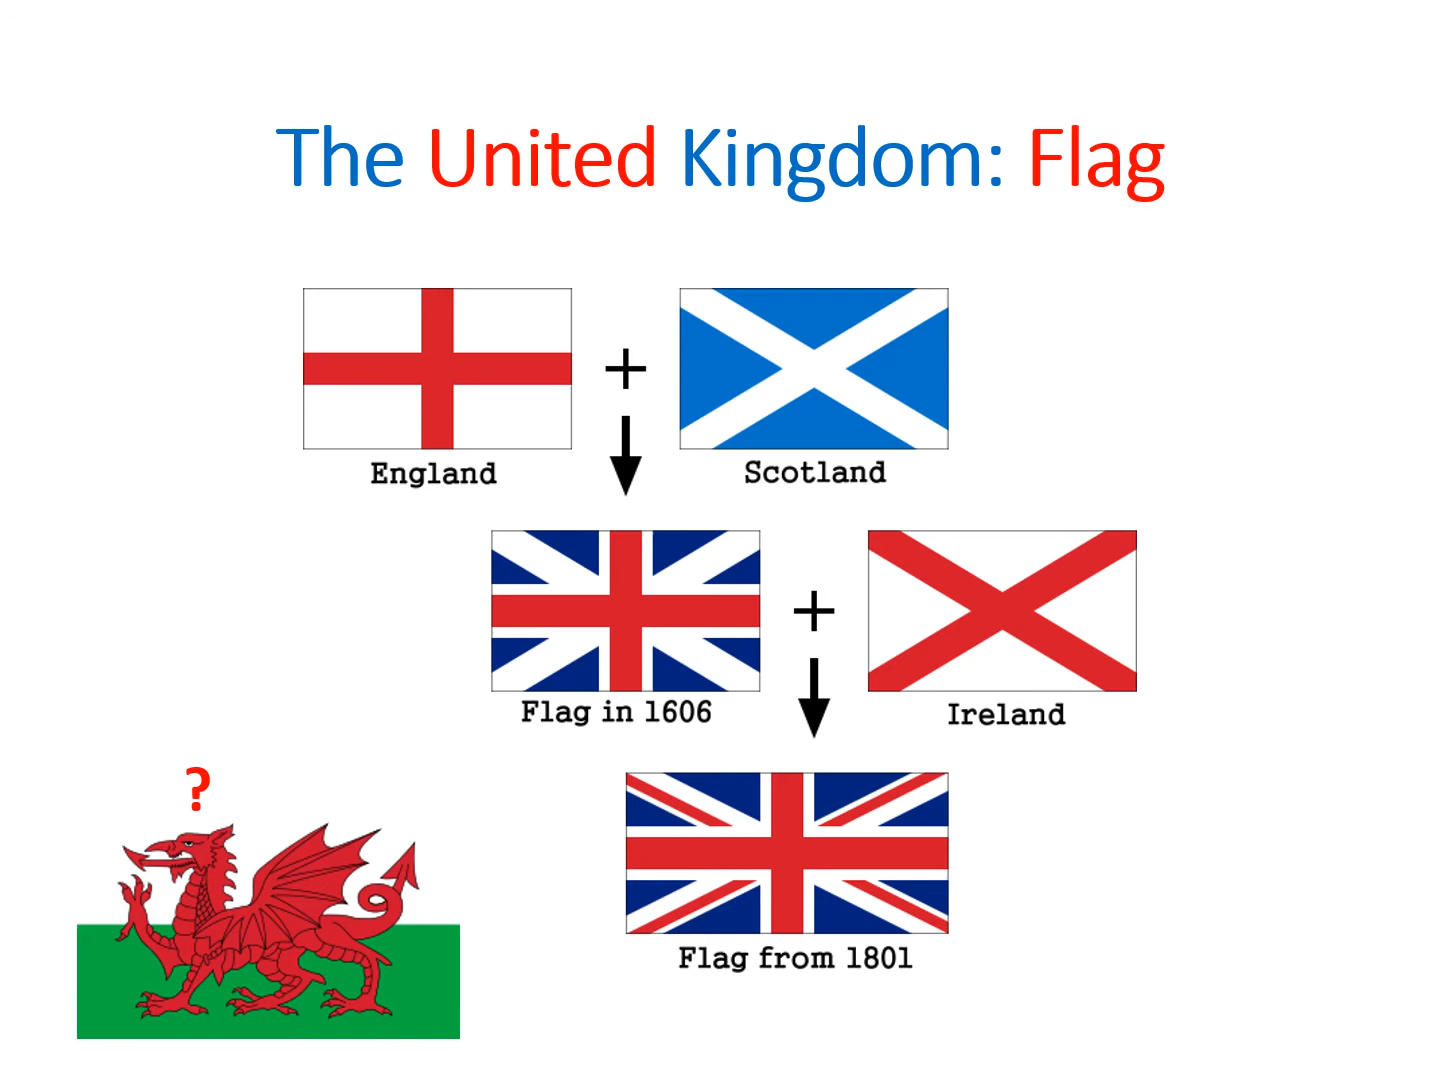 The United Kingdom: Flag
+
England
Scotland
+
Flag in 1606
Ireland
?
Flag from 1801